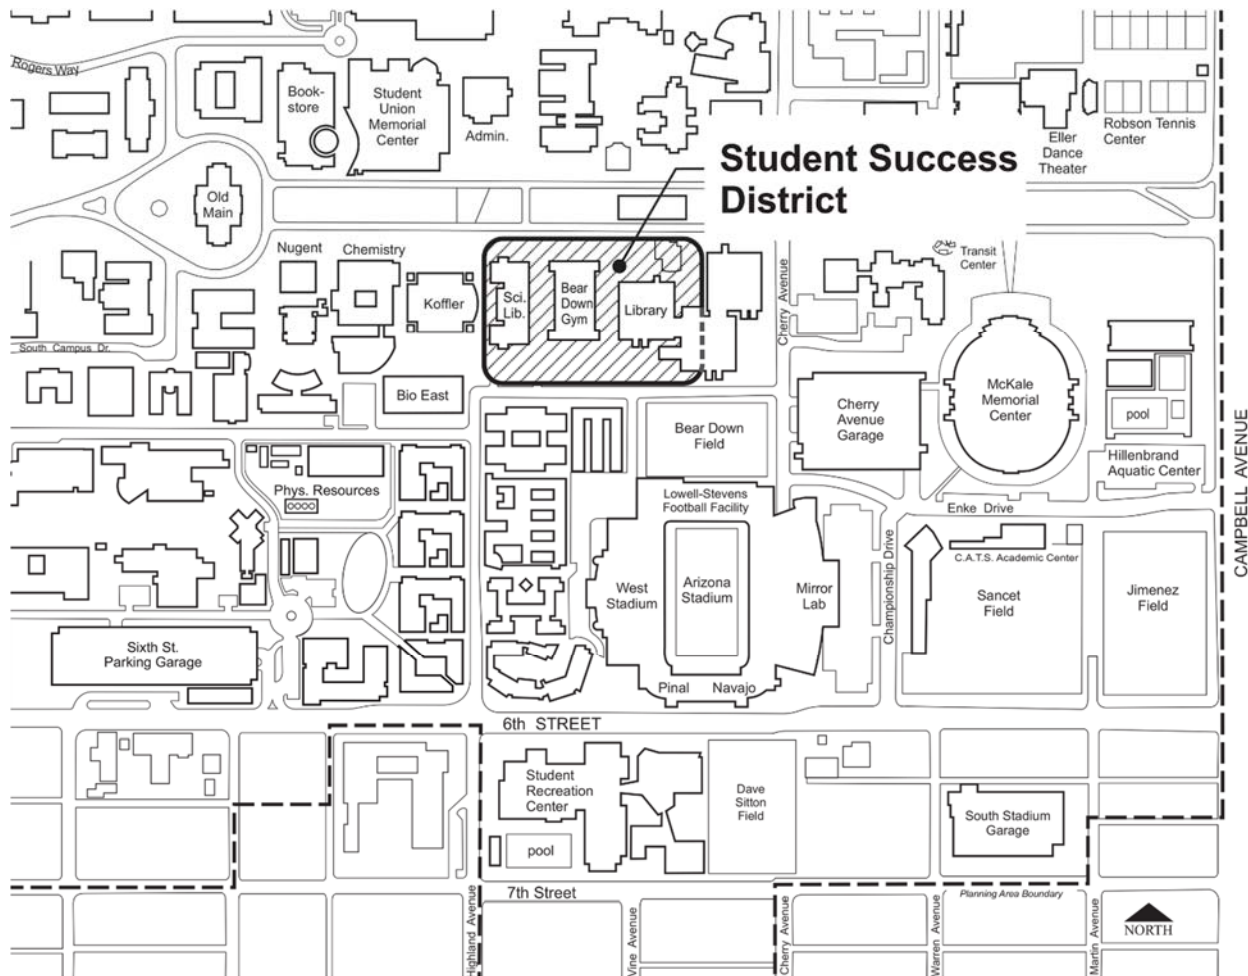 Rogers Way
Book-
store
Student
Union
Memorial
Center
Admin.
Eller
Dance
Theater
Robson Tennis
Center
Student Success
District
Old
Main
Nugent
Chemistry
Koffler
Sci.
Lib.
Bear
Down
Gym
Library
Cherry Avenue
Transit
Center
South Campus Dr.
Bio East
McKale
Memorial
Center
Cherry
Avenue
Garage
pool
Hillenbrand
Aquatic Center
CAMPBELL AVENUE
Bear Down
Field
Phys. Resources
Lowell-Stevens
Football Facility
Enke Drive
Championship Drive
C.A.T.S. Academic Center
West
Stadium
Arizona
Stadium
Mirror
Lab
Sancet
Field
Jimenez
Field
Sixth St.
Parking Garage
Pinal
Navajo
6th STREET
Student
Recreation
Center
pool
Dave
Sitton
Field
South Stadium
Garage
7th Street
Planning Area Boundary
Highland Avenue
Vine Avenue
Cherry Avenue
Warren Avenue
Martin Avenue
NORTH